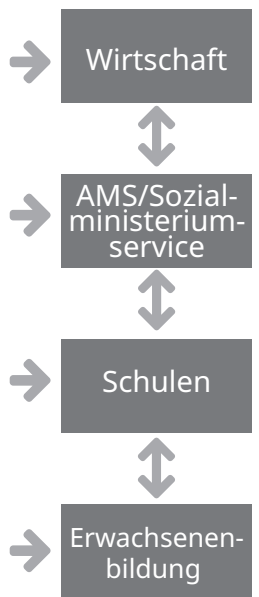 Wirtschaft
AMS/Sozial-
ministerium-
service
Schulen
Erwachsenen-
bildung